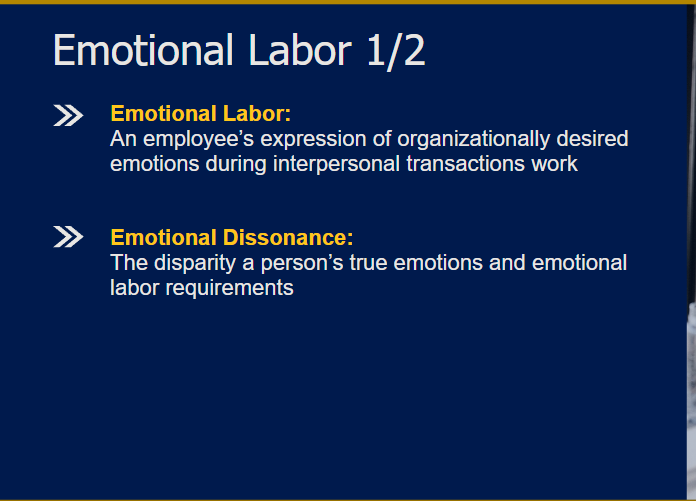 Emotional Labor 1/2
Emotional Labor:
An employee’s expression of organizationally desired
emotions during interpersonal transactions work
Emotional Dissonance:
The disparity a person’s true emotions and emotional
labor requirements